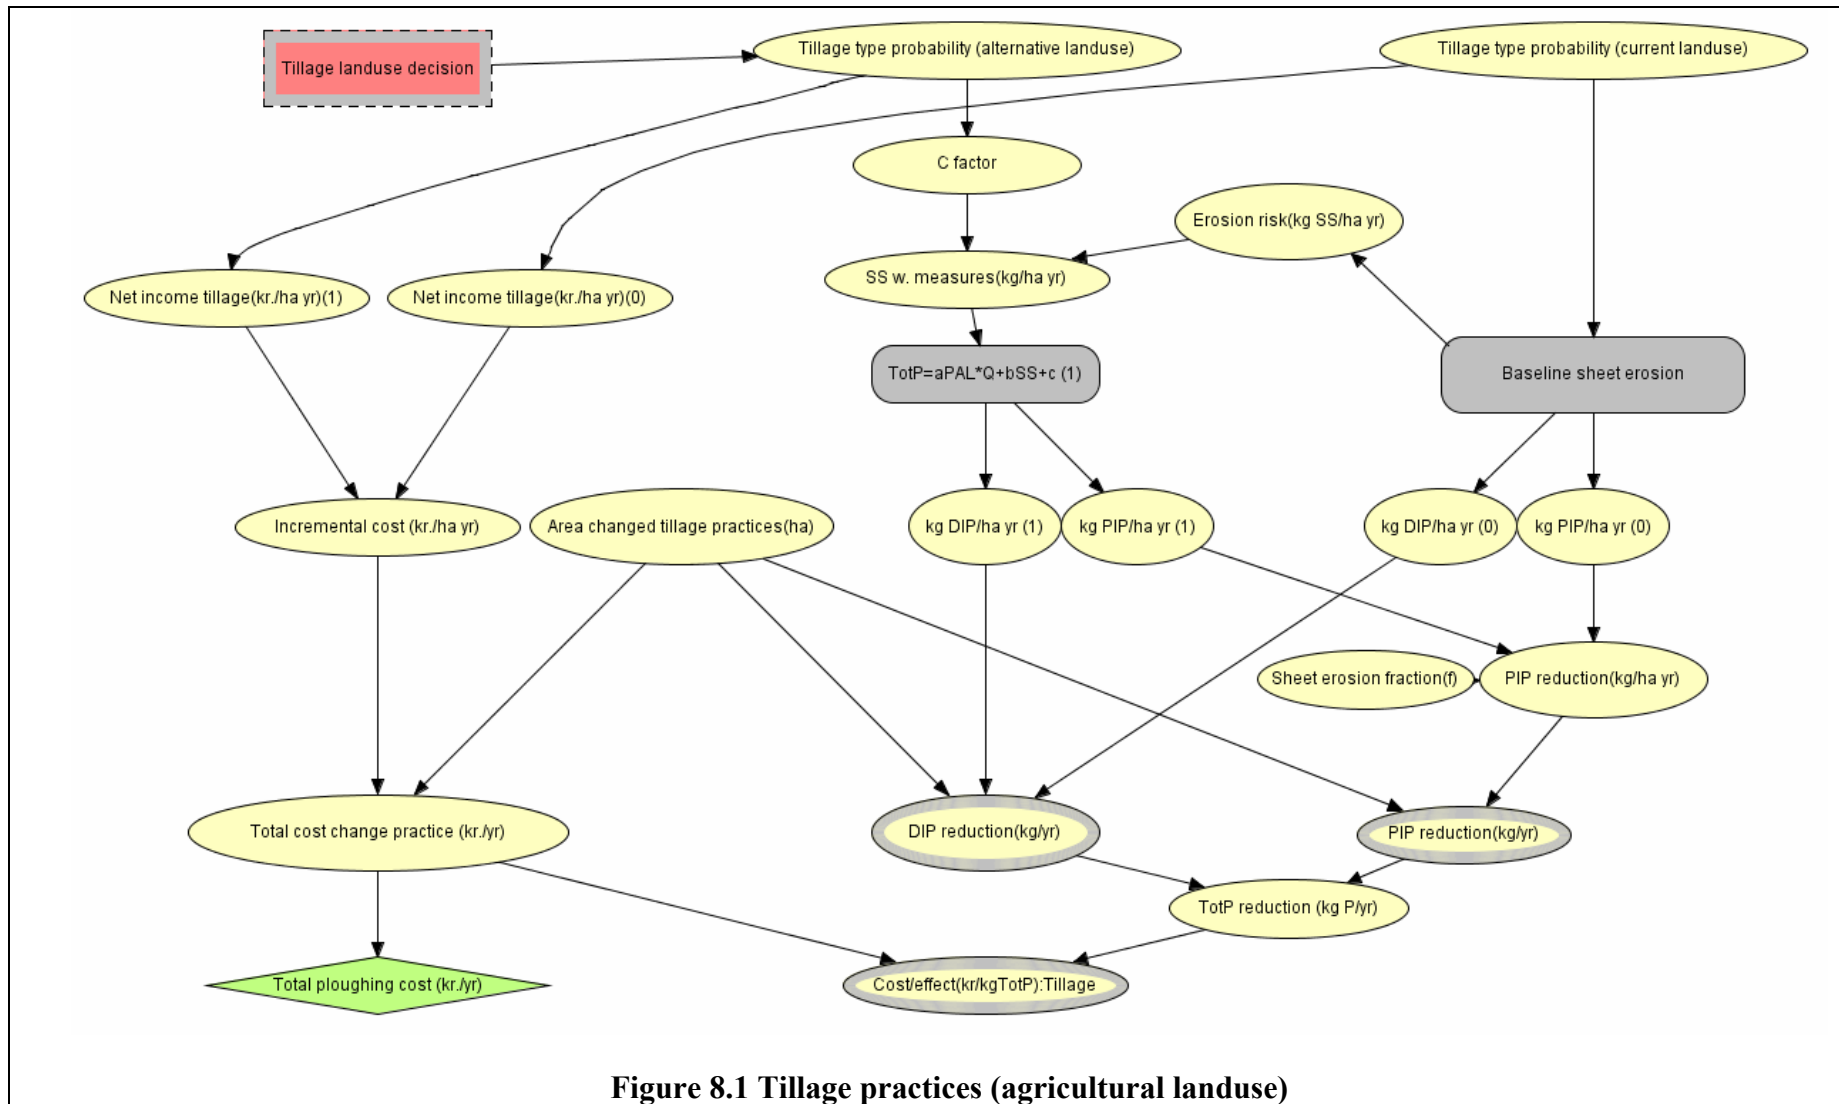 Tillage landuse decision
Tillage type probability (alternative landuse)
Tillage type probability (current landuse)
C factor
Erosion risk(kg SS/ha yr)
SS w. measures(kg/ha yr)
Net income tillage(kr./ha yr)(1)
Net income tillage(kr./ha yr)(0)
TotP=aPAL*Q+bSS+c (1)
Baseline sheet erosion
Incremental cost (kr./ha yr)
Area changed tillage practices(ha)
kg DIP/ha yr (1)
kg PIP/ha yr (1)
kg DIP/ha yr (0)
kg PIP/ha yr (0)
Sheet erosion fraction(f)
PIP reduction(kg/ha yr)
Total cost change practice (kr./yr)
DIP reduction(kg/yr)
PIP reduction(kg/yr)
TotP reduction (kg P/yr)
Total ploughing cost (kr./yr)
Cost/effect(kr/kgTotP):Tillage
Figure 8.1 Tillage practices (agricultural landuse)